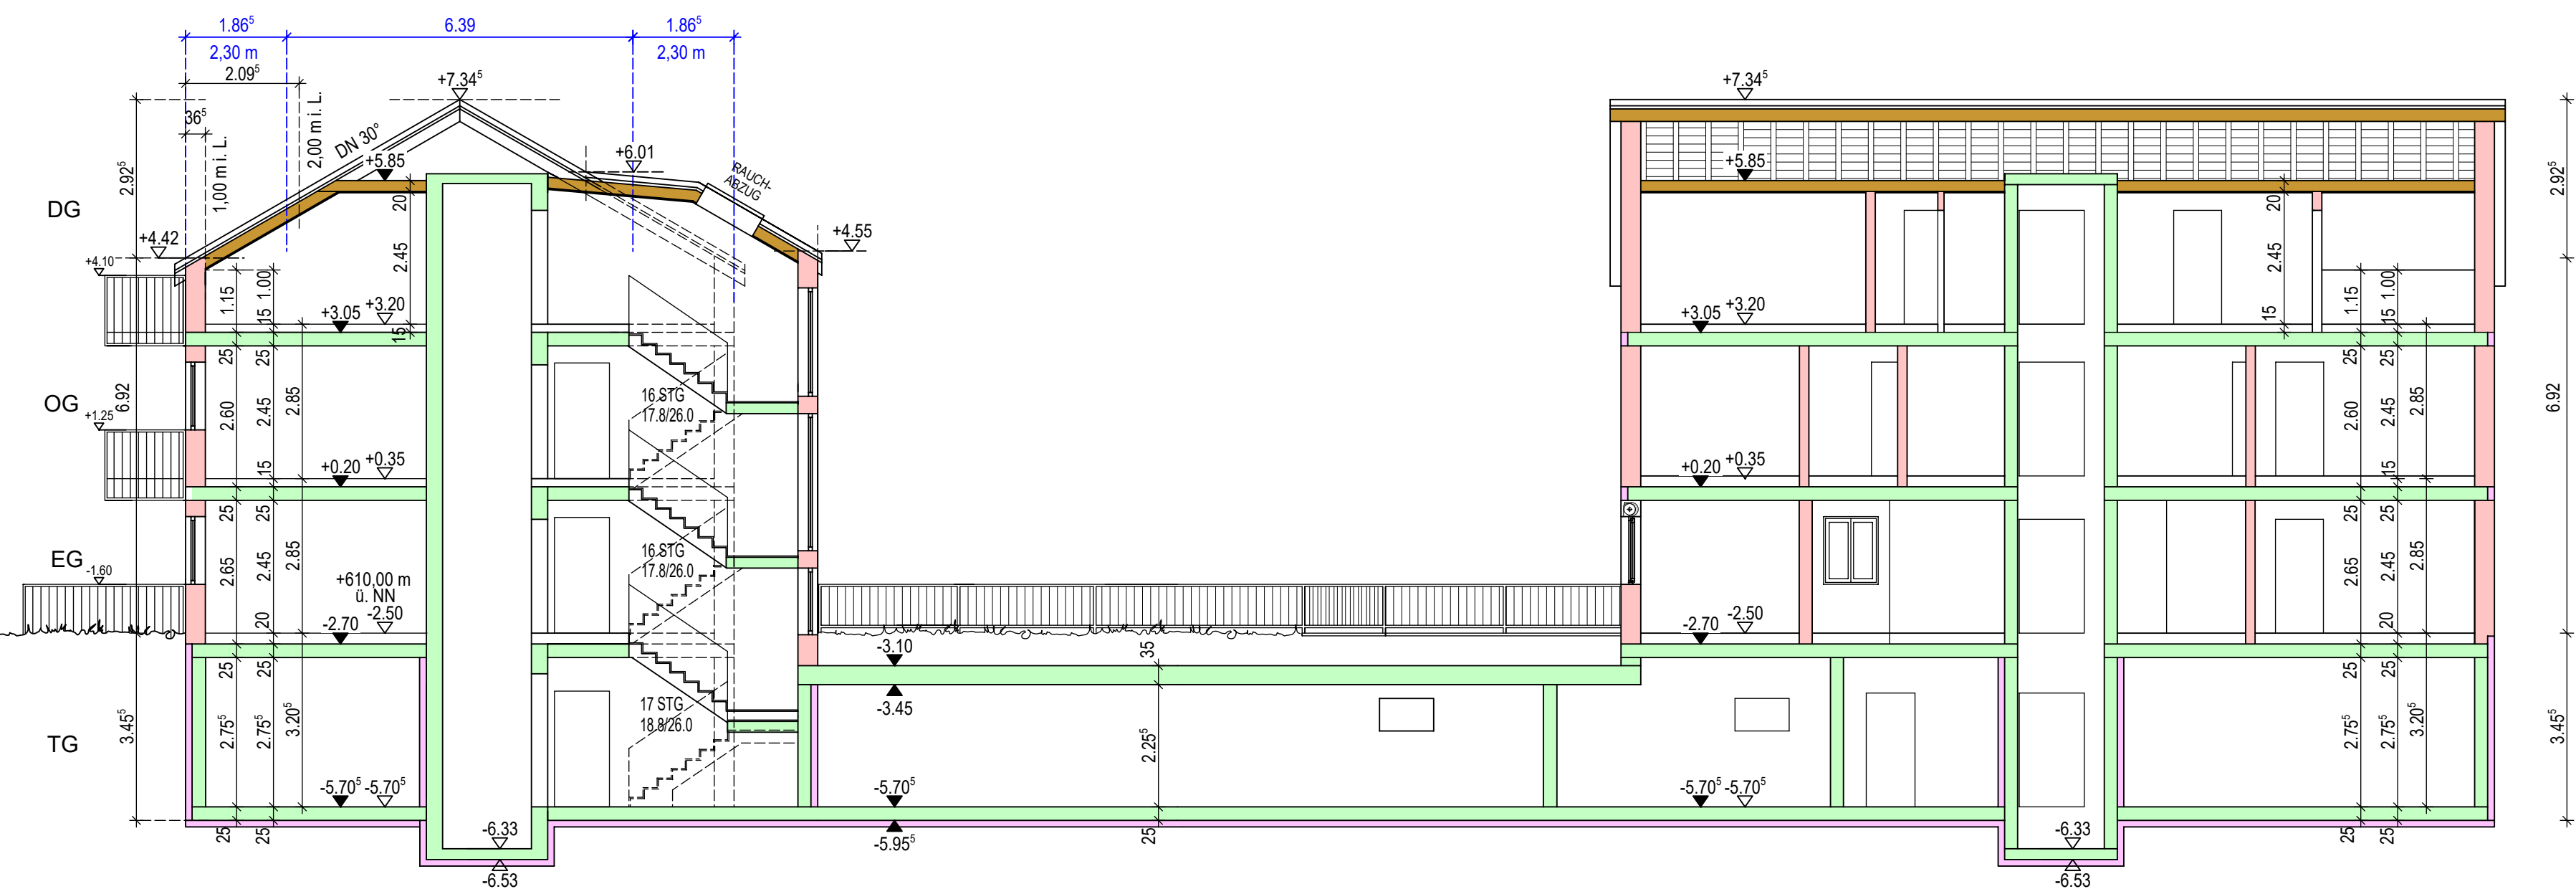 1.86⁵ 6.39 1.86⁵
2,30 m 2,30 m
2.09⁵
+7.34⁵ +7.34⁵
36⁵
DN 30°
2,00 m i. L.
1,00 m i. L.
+6.01
RAUCH-
ABZUG
+5.85 +5.85
2.92⁵ 2.92⁵
20 20
DG
+4.42 +4.55
+4.10
2.45 2.45
1.15 1.00 1.15 1.00
+3.05 +3.20 +3.05 +3.20
15 15 15 15
25 25 25 25
OG
+1.25
6.92 6.92
2.60 2.45 2.85 2.60 2.45 2.85
16 STG
17.8/26.0
15 15
+0.20 +0.35 +0.20 +0.35
25 25 25 25
EG
-1.60
2.65 2.45 2.85 2.65 2.45 2.85
16 STG
17.8/26.0
+610,00 m
ü. NN
20 -2.50 -2.50 20
-2.70 -2.70
-3.10 35
25 25 25 25
-3.45
TG
3.45⁵ 2.75⁵ 2.75⁵ 3.20⁵ 2.75⁵ 2.75⁵ 3.20⁵ 3.45⁵
17 STG
18.8/26.0
2.25⁵
-5.70⁵ -5.70⁵ -5.70⁵ -5.70⁵ -5.70⁵
25 25 25 25 25
-5.95⁵
-6.33 -6.33
-6.53 -6.53